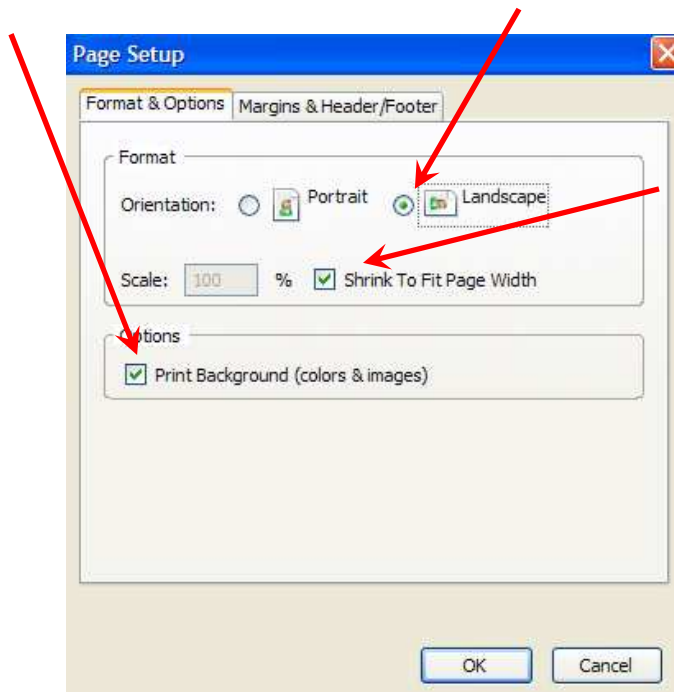 Page Setup
Format & Options Margins & Header/Footer
Format
Orientation: Portrait Landscape
Scale: 100 % Shrink To Fit Page Width
Options
Print Background (colors & images)
OK Cancel